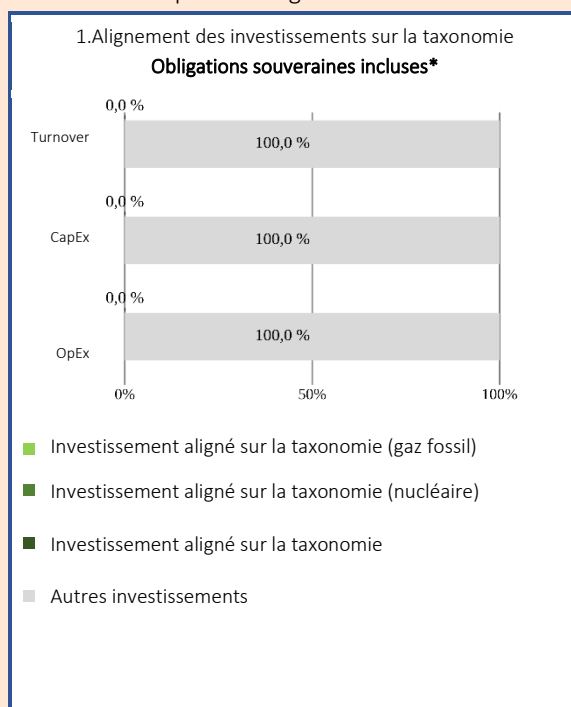 1.Alignement des investissements sur la taxonomie
Obligations souveraines incluses*
0,0 %
Turnover
100,0 %
0,0 %
CapEx
100,0 %
0,0 %
100,0 %
OpEx
0% 50% 100%
Investissement aligné sur la taxonomie (gaz fossil)
Investissement aligné sur la taxonomie (nucléaire)
Investissement aligné sur la taxonomie
Autres investissements